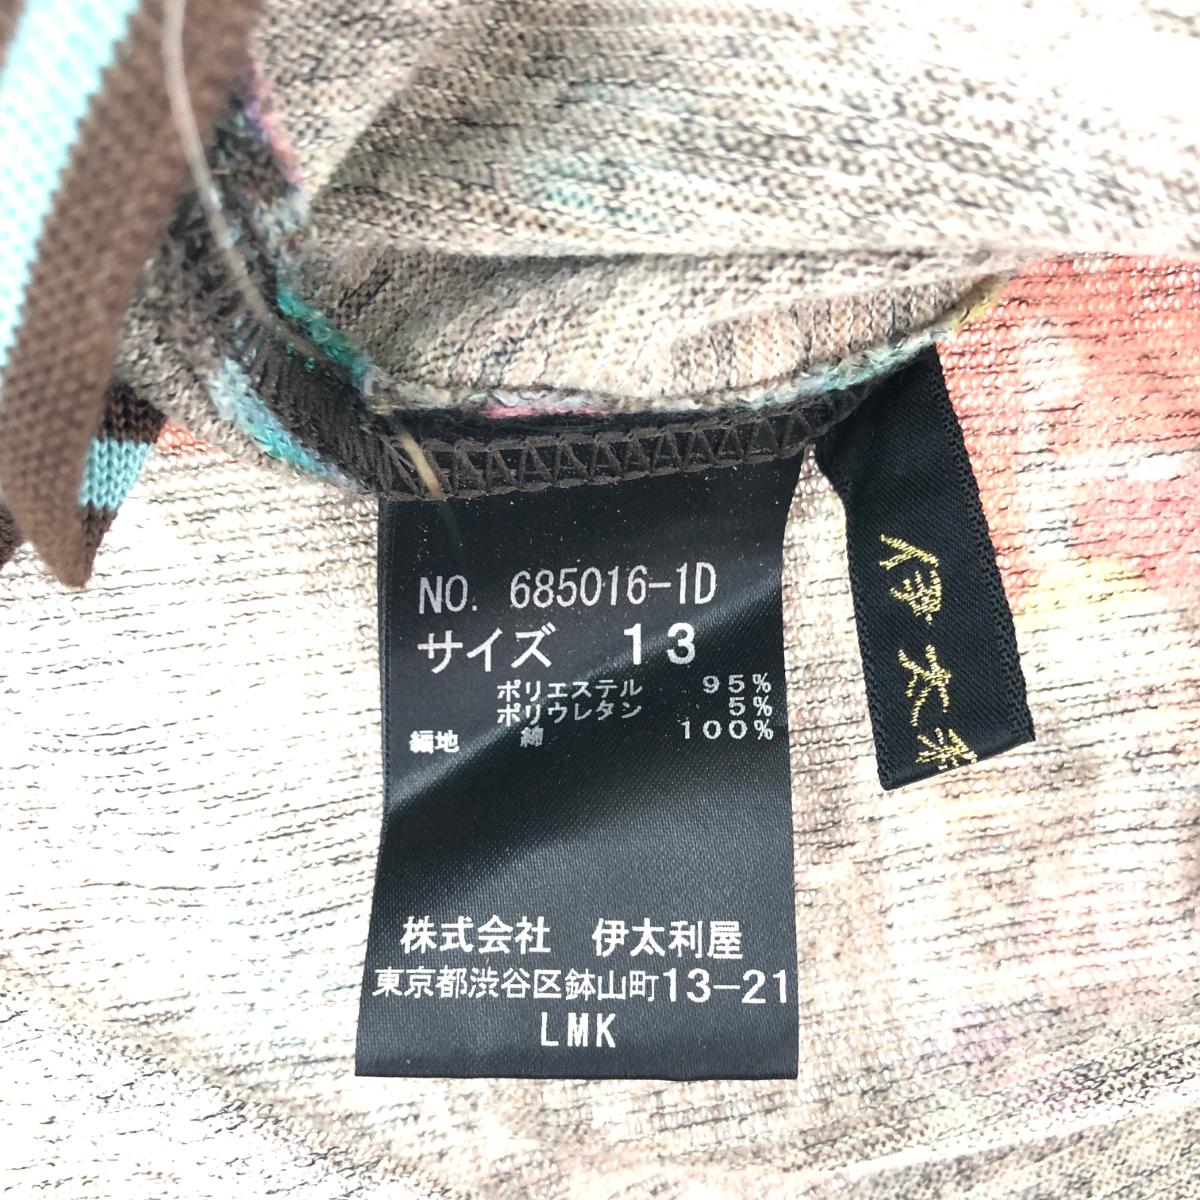 NO. 685016-1D
サイズ 13
ポリエステル 95%
ポリウレタン 5%
編地 綿 100%
株式会社 伊太利屋
東京都渋谷区鉢山町13-21
LMK
伊太